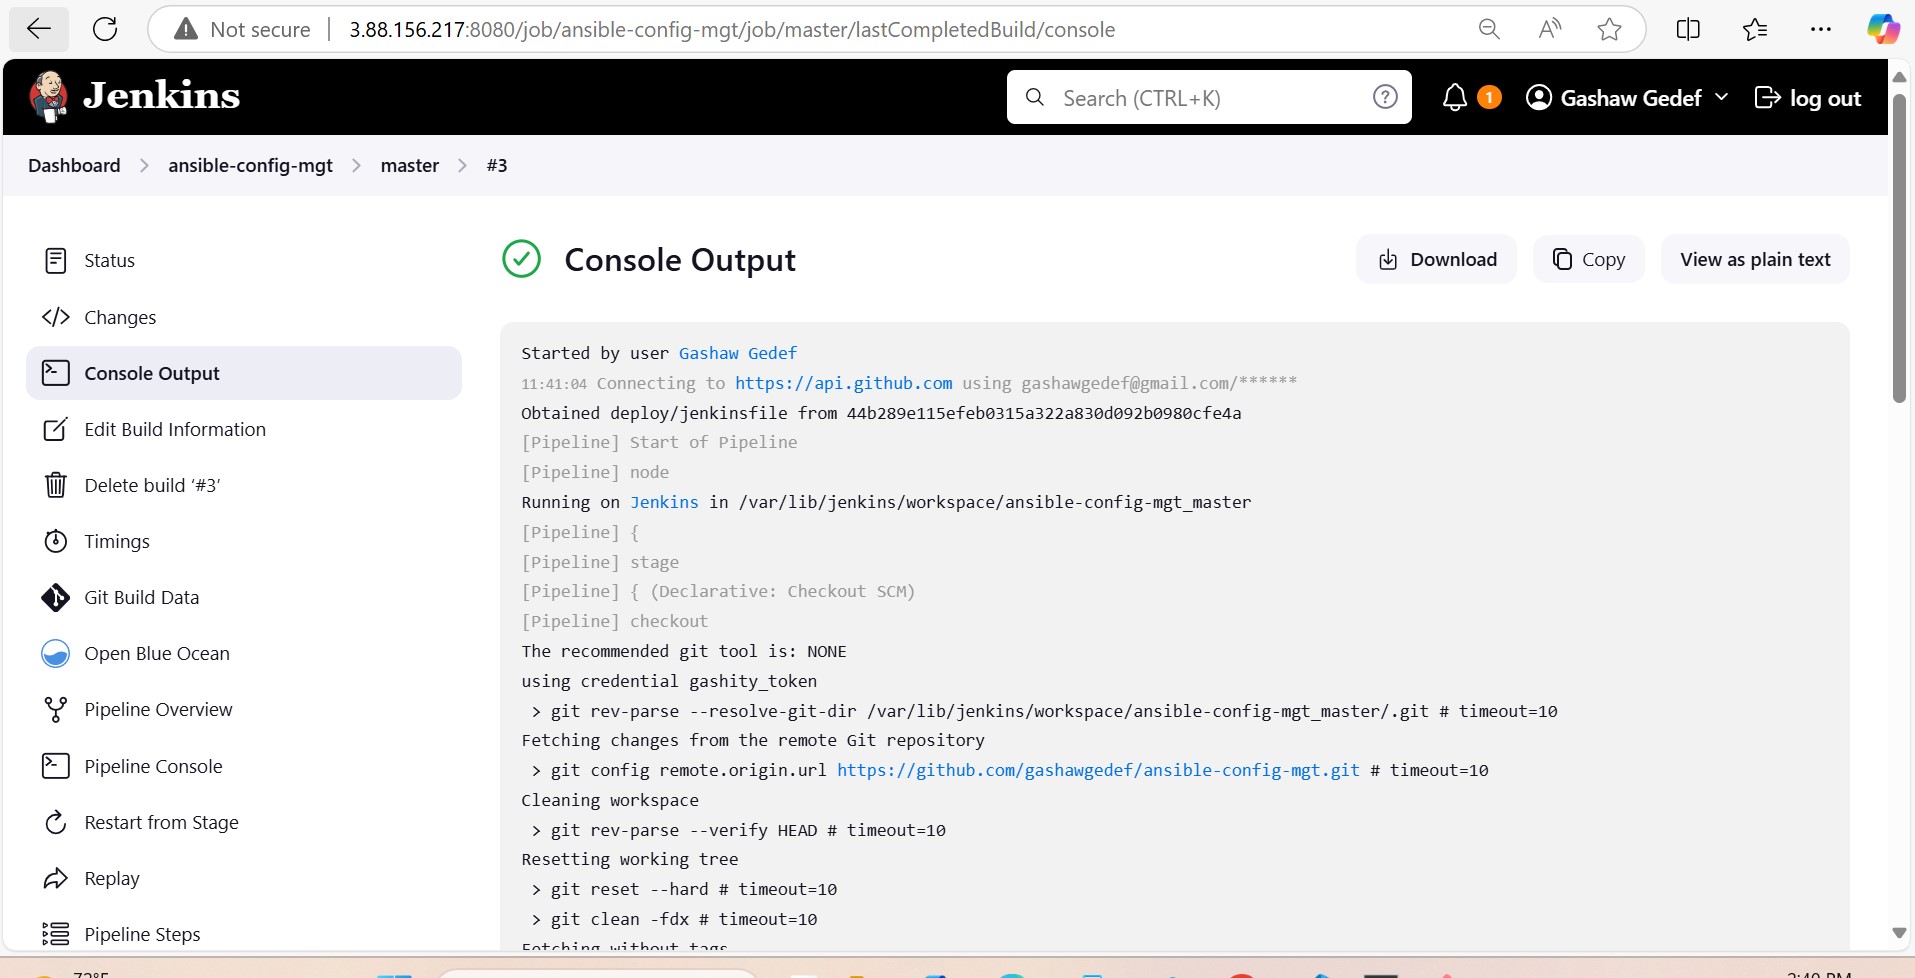 Not secure
3.88.156.217:8080/job/ansible-config-mgt/job/master/lastCompletedBuild/console
Jenkins
Search (CTRL+K)
1
Gashaw Gedef
log out
Dashboard
ansible-config-mgt
master
#3
Status
Changes
Console Output
Edit Build Information
Delete build ‘#3’
Timings
Git Build Data
Open Blue Ocean
Pipeline Overview
Pipeline Console
Restart from Stage
Replay
Pipeline Steps
Console Output
Download
Copy
View as plain text
Started by user Gashaw Gedef
11:41:04 Connecting to https://api.github.com using gashawgedef@gmail.com/******
Obtained deploy/jenkinsfile from 44b289e115efeb0315a322a830d092b0980cfe4a
[Pipeline] Start of Pipeline
[Pipeline] node
Running on Jenkins in /var/lib/jenkins/workspace/ansible-config-mgt_master
[Pipeline] {
[Pipeline] stage
[Pipeline] { (Declarative: Checkout SCM)
[Pipeline] checkout
The recommended git tool is: NONE
using credential gashity_token
> git rev-parse --resolve-git-dir /var/lib/jenkins/workspace/ansible-config-mgt_master/.git # timeout=10
Fetching changes from the remote Git repository
> git config remote.origin.url https://github.com/gashawgedef/ansible-config-mgt.git # timeout=10
Cleaning workspace
> git rev-parse --verify HEAD # timeout=10
Resetting working tree
> git reset --hard # timeout=10
> git clean -fdx # timeout=10
Fetching without tags
72°F
2:40 PM